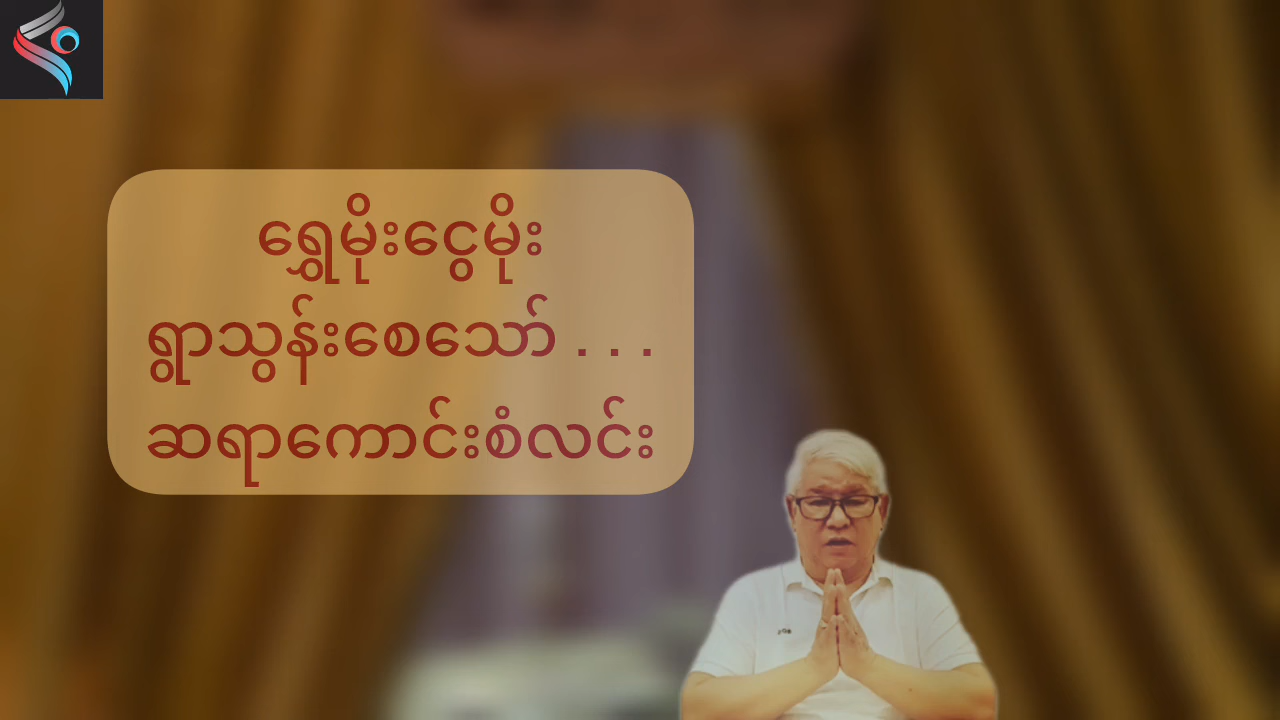 ရွှေမိုးငွေမိုး
ရွာသွန်းစေသော် . . .
ဆရာကောင်းစံလင်း